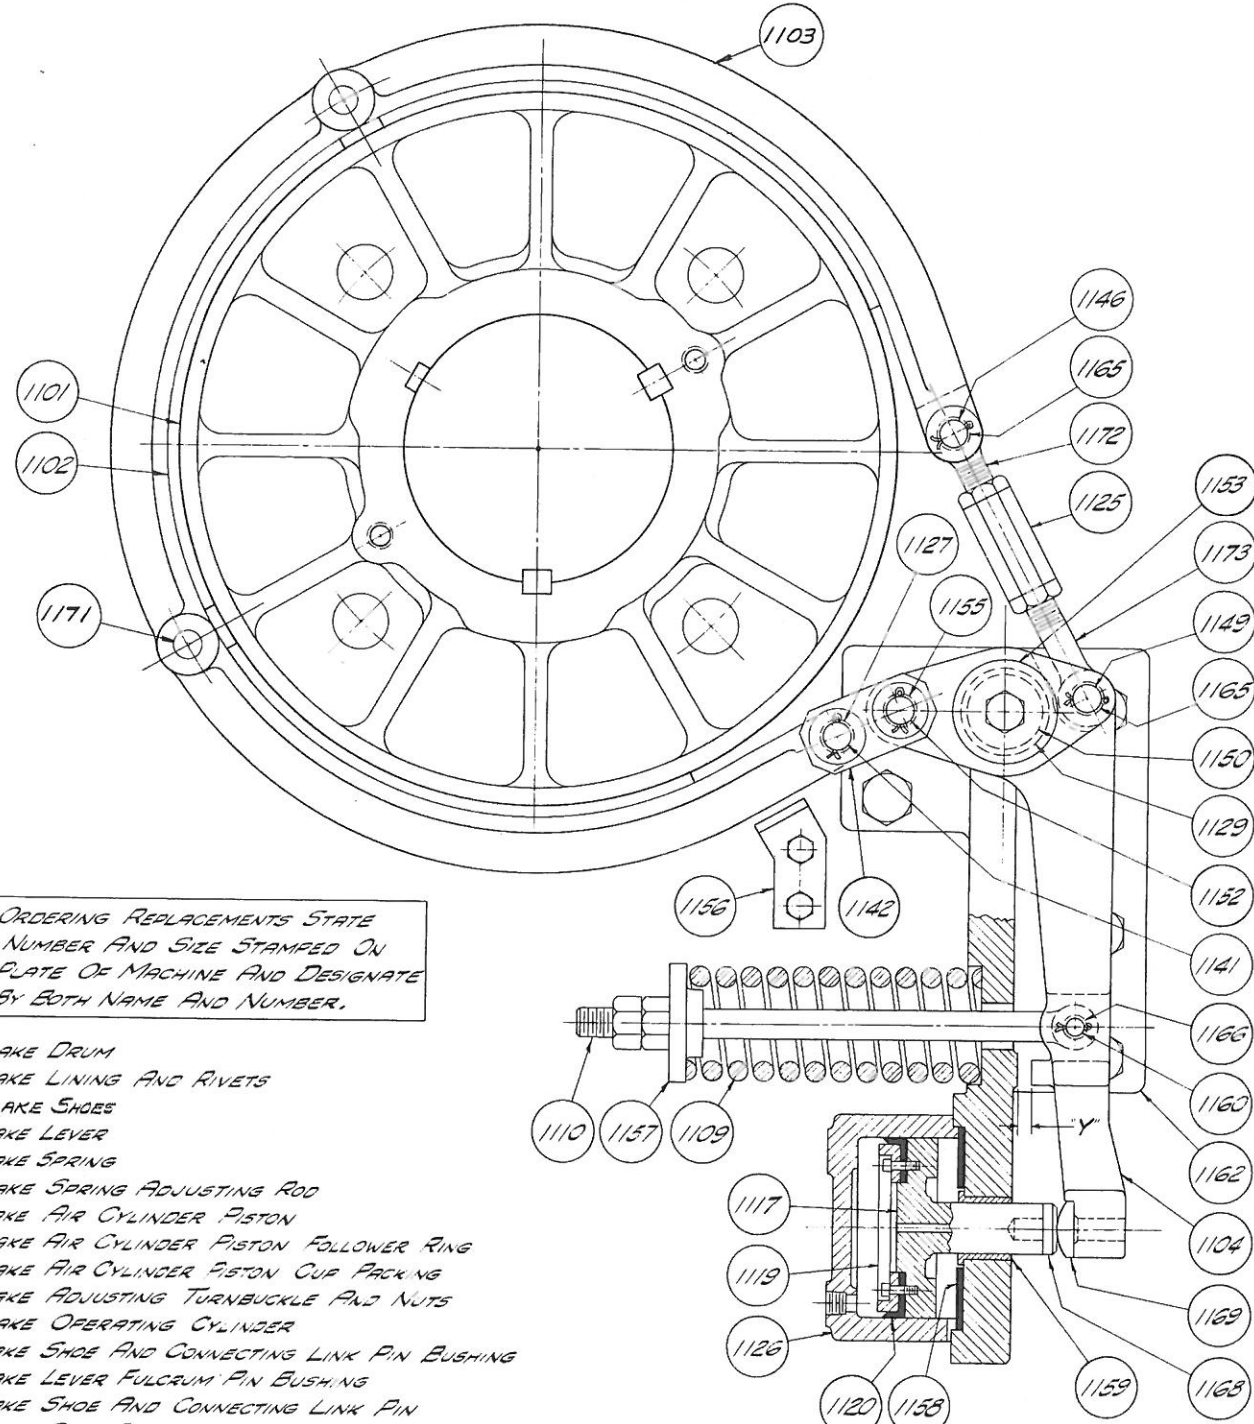 1103
1146
1165
1172
1125
1153
1173
1149
1165
1150
1129
1152
1141
1166
1160
1162
1104
1169
1168
1159
1101
1102
1171
1127
1155
1156
1142
1110
1157
1109
"Y"
1117
1119
1126
1120
1158
ORDERING REPLACEMENTS STATE
NUMBER AND SIZE STAMPED ON
PLATE OF MACHINE AND DESIGNATE
BY BOTH NAME AND NUMBER.
AKE DRUM
AKE LINING AND RIVETS
AKE SHOES
AKE LEVER
AKE SPRING
AKE SPRING ADJUSTING ROD
AKE AIR CYLINDER PISTON
AKE AIR CYLINDER PISTON FOLLOWER RING
AKE AIR CYLINDER PISTON CUP PACKING
AKE ADJUSTING TURNBUCKLE AND NUTS
AKE OPERATING CYLINDER
AKE SHOE AND CONNECTING LINK PIN BUSHING
AKE LEVER FULCRUM PIN BUSHING
AKE SHOE AND CONNECTING LINK PIN